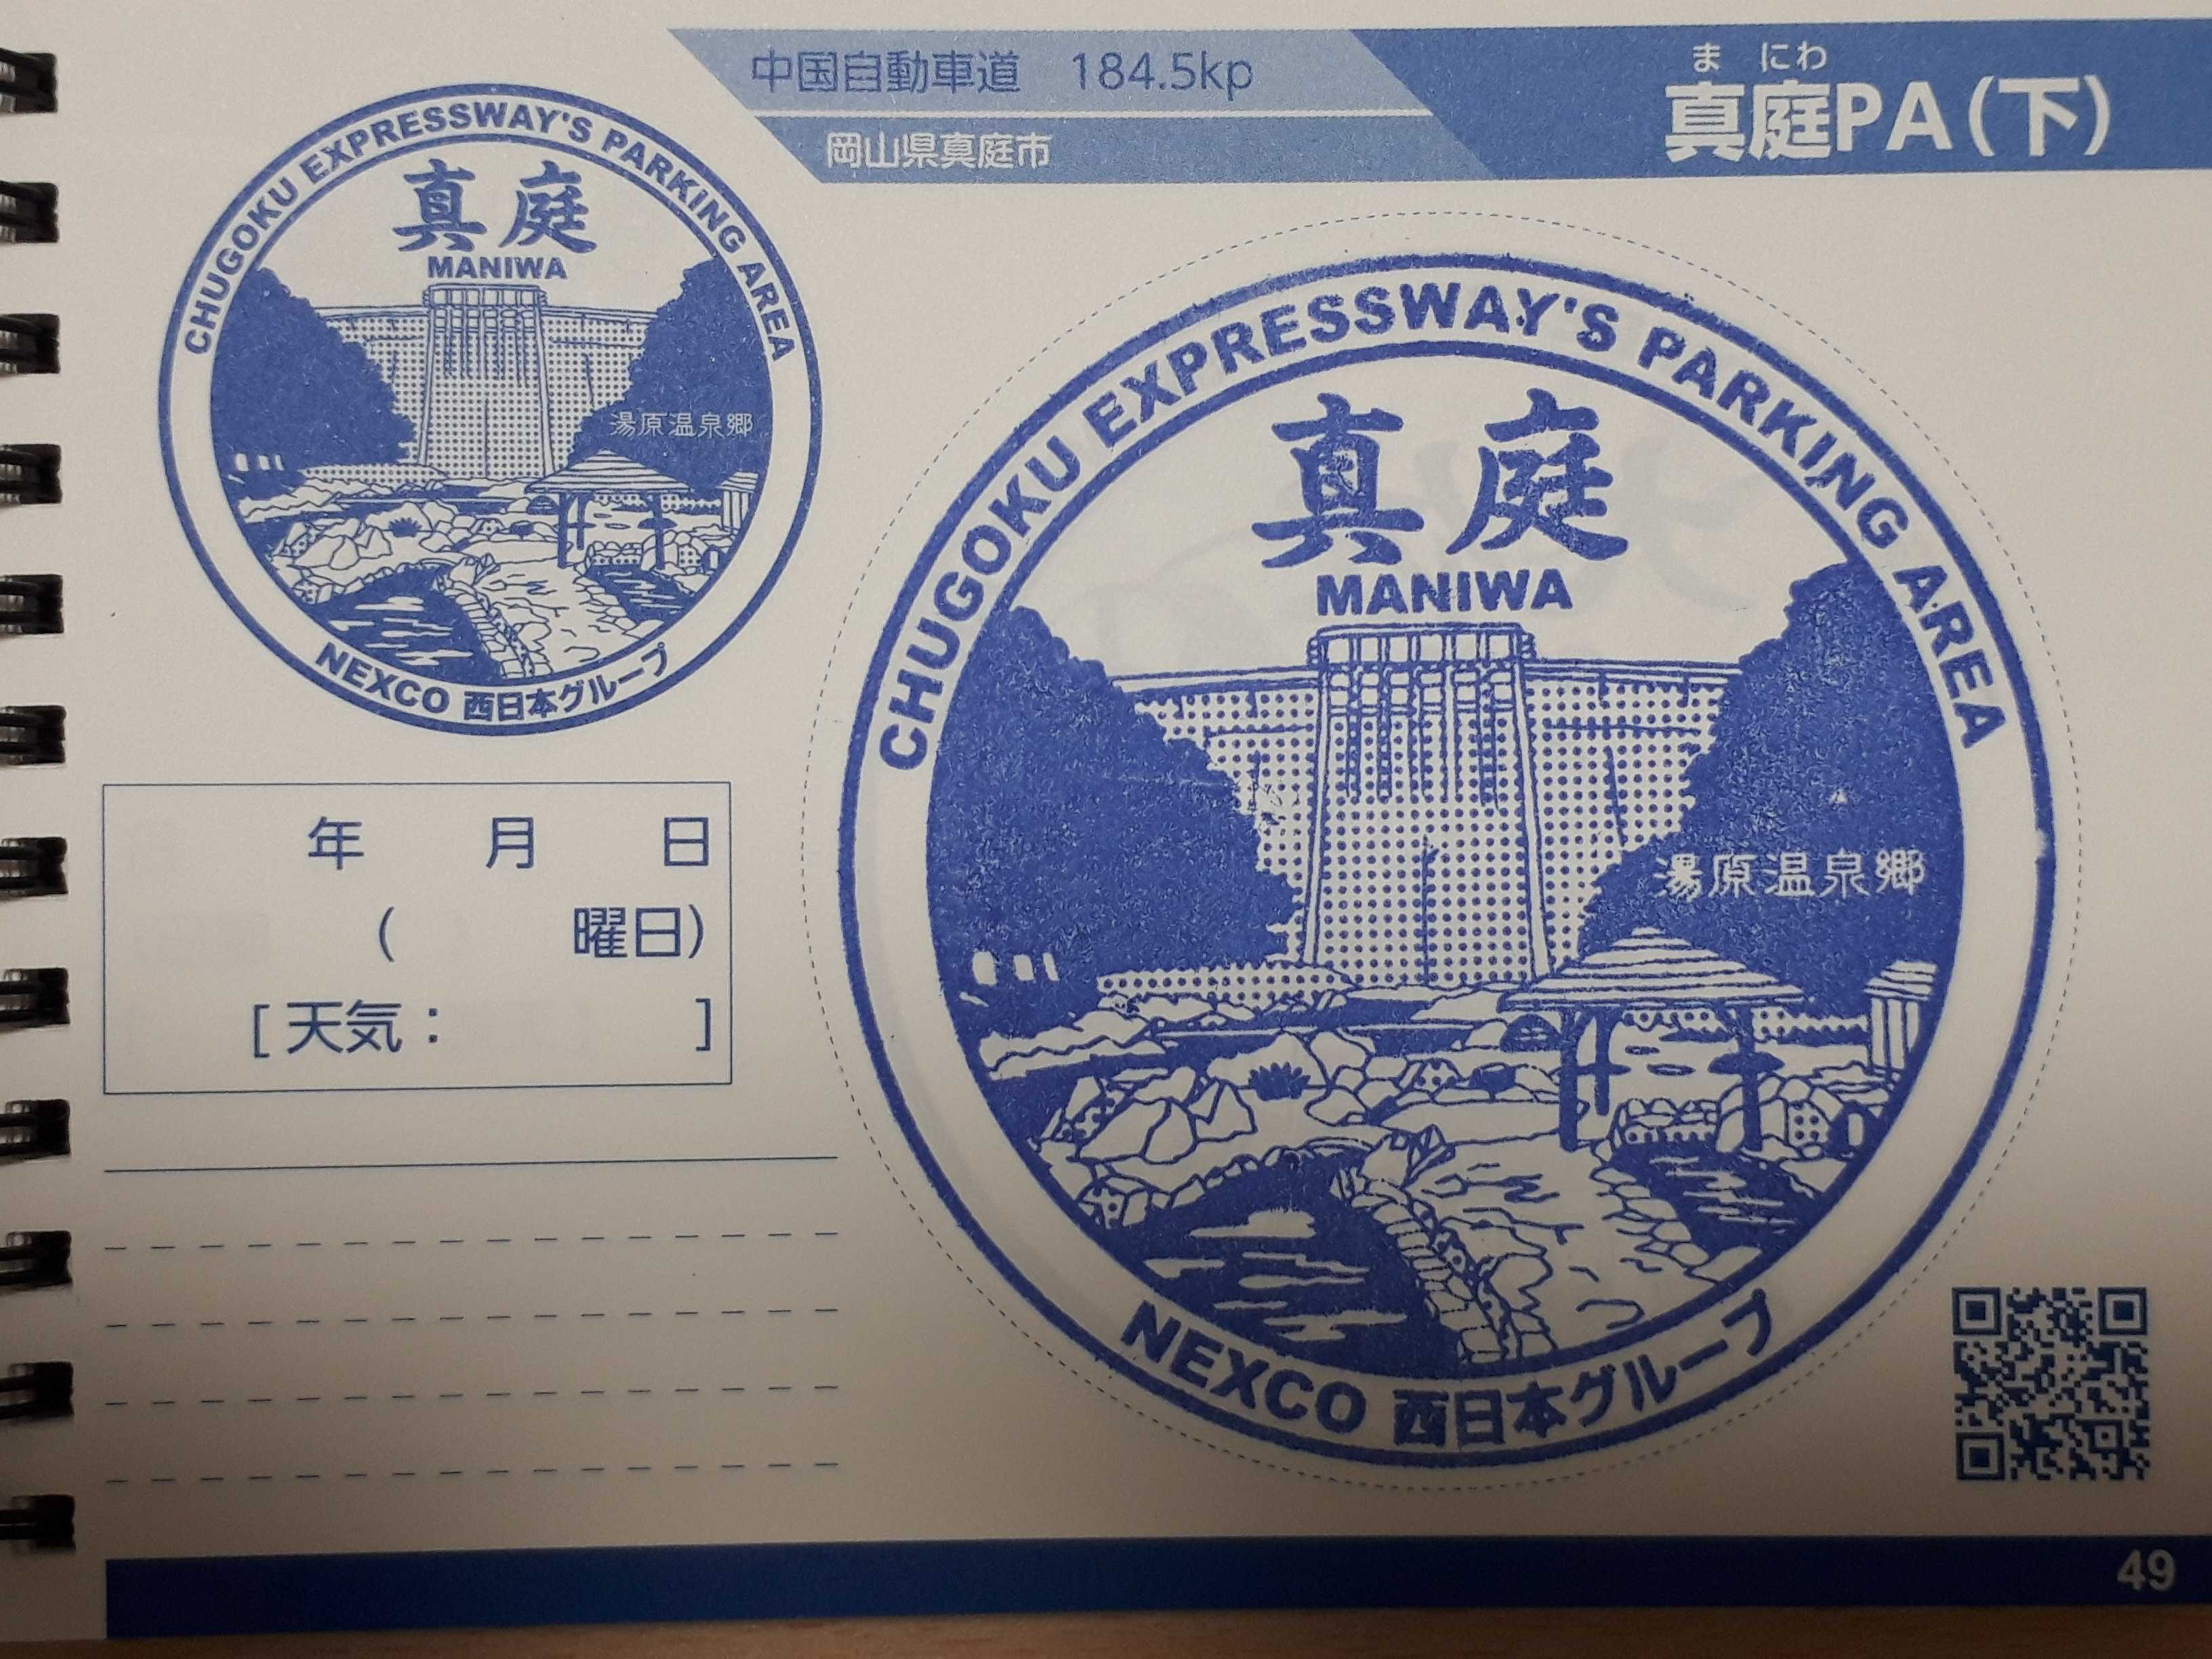 中国自動車道 184.5kp
岡山県真庭市
ま にわ
真庭PA(下)
CHUGOKU EXPRESSWAY'S PARKING AREA
真庭
MANIWA
湯原温泉郷
NEXCO 西日本グループ
年 月 日
( 曜日)
[天気: ]
CHUGOKU EXPRESSWAY'S PARKING AREA
真庭
MANIWA
湯原温泉郷
NEXCO 西日本グループ
49